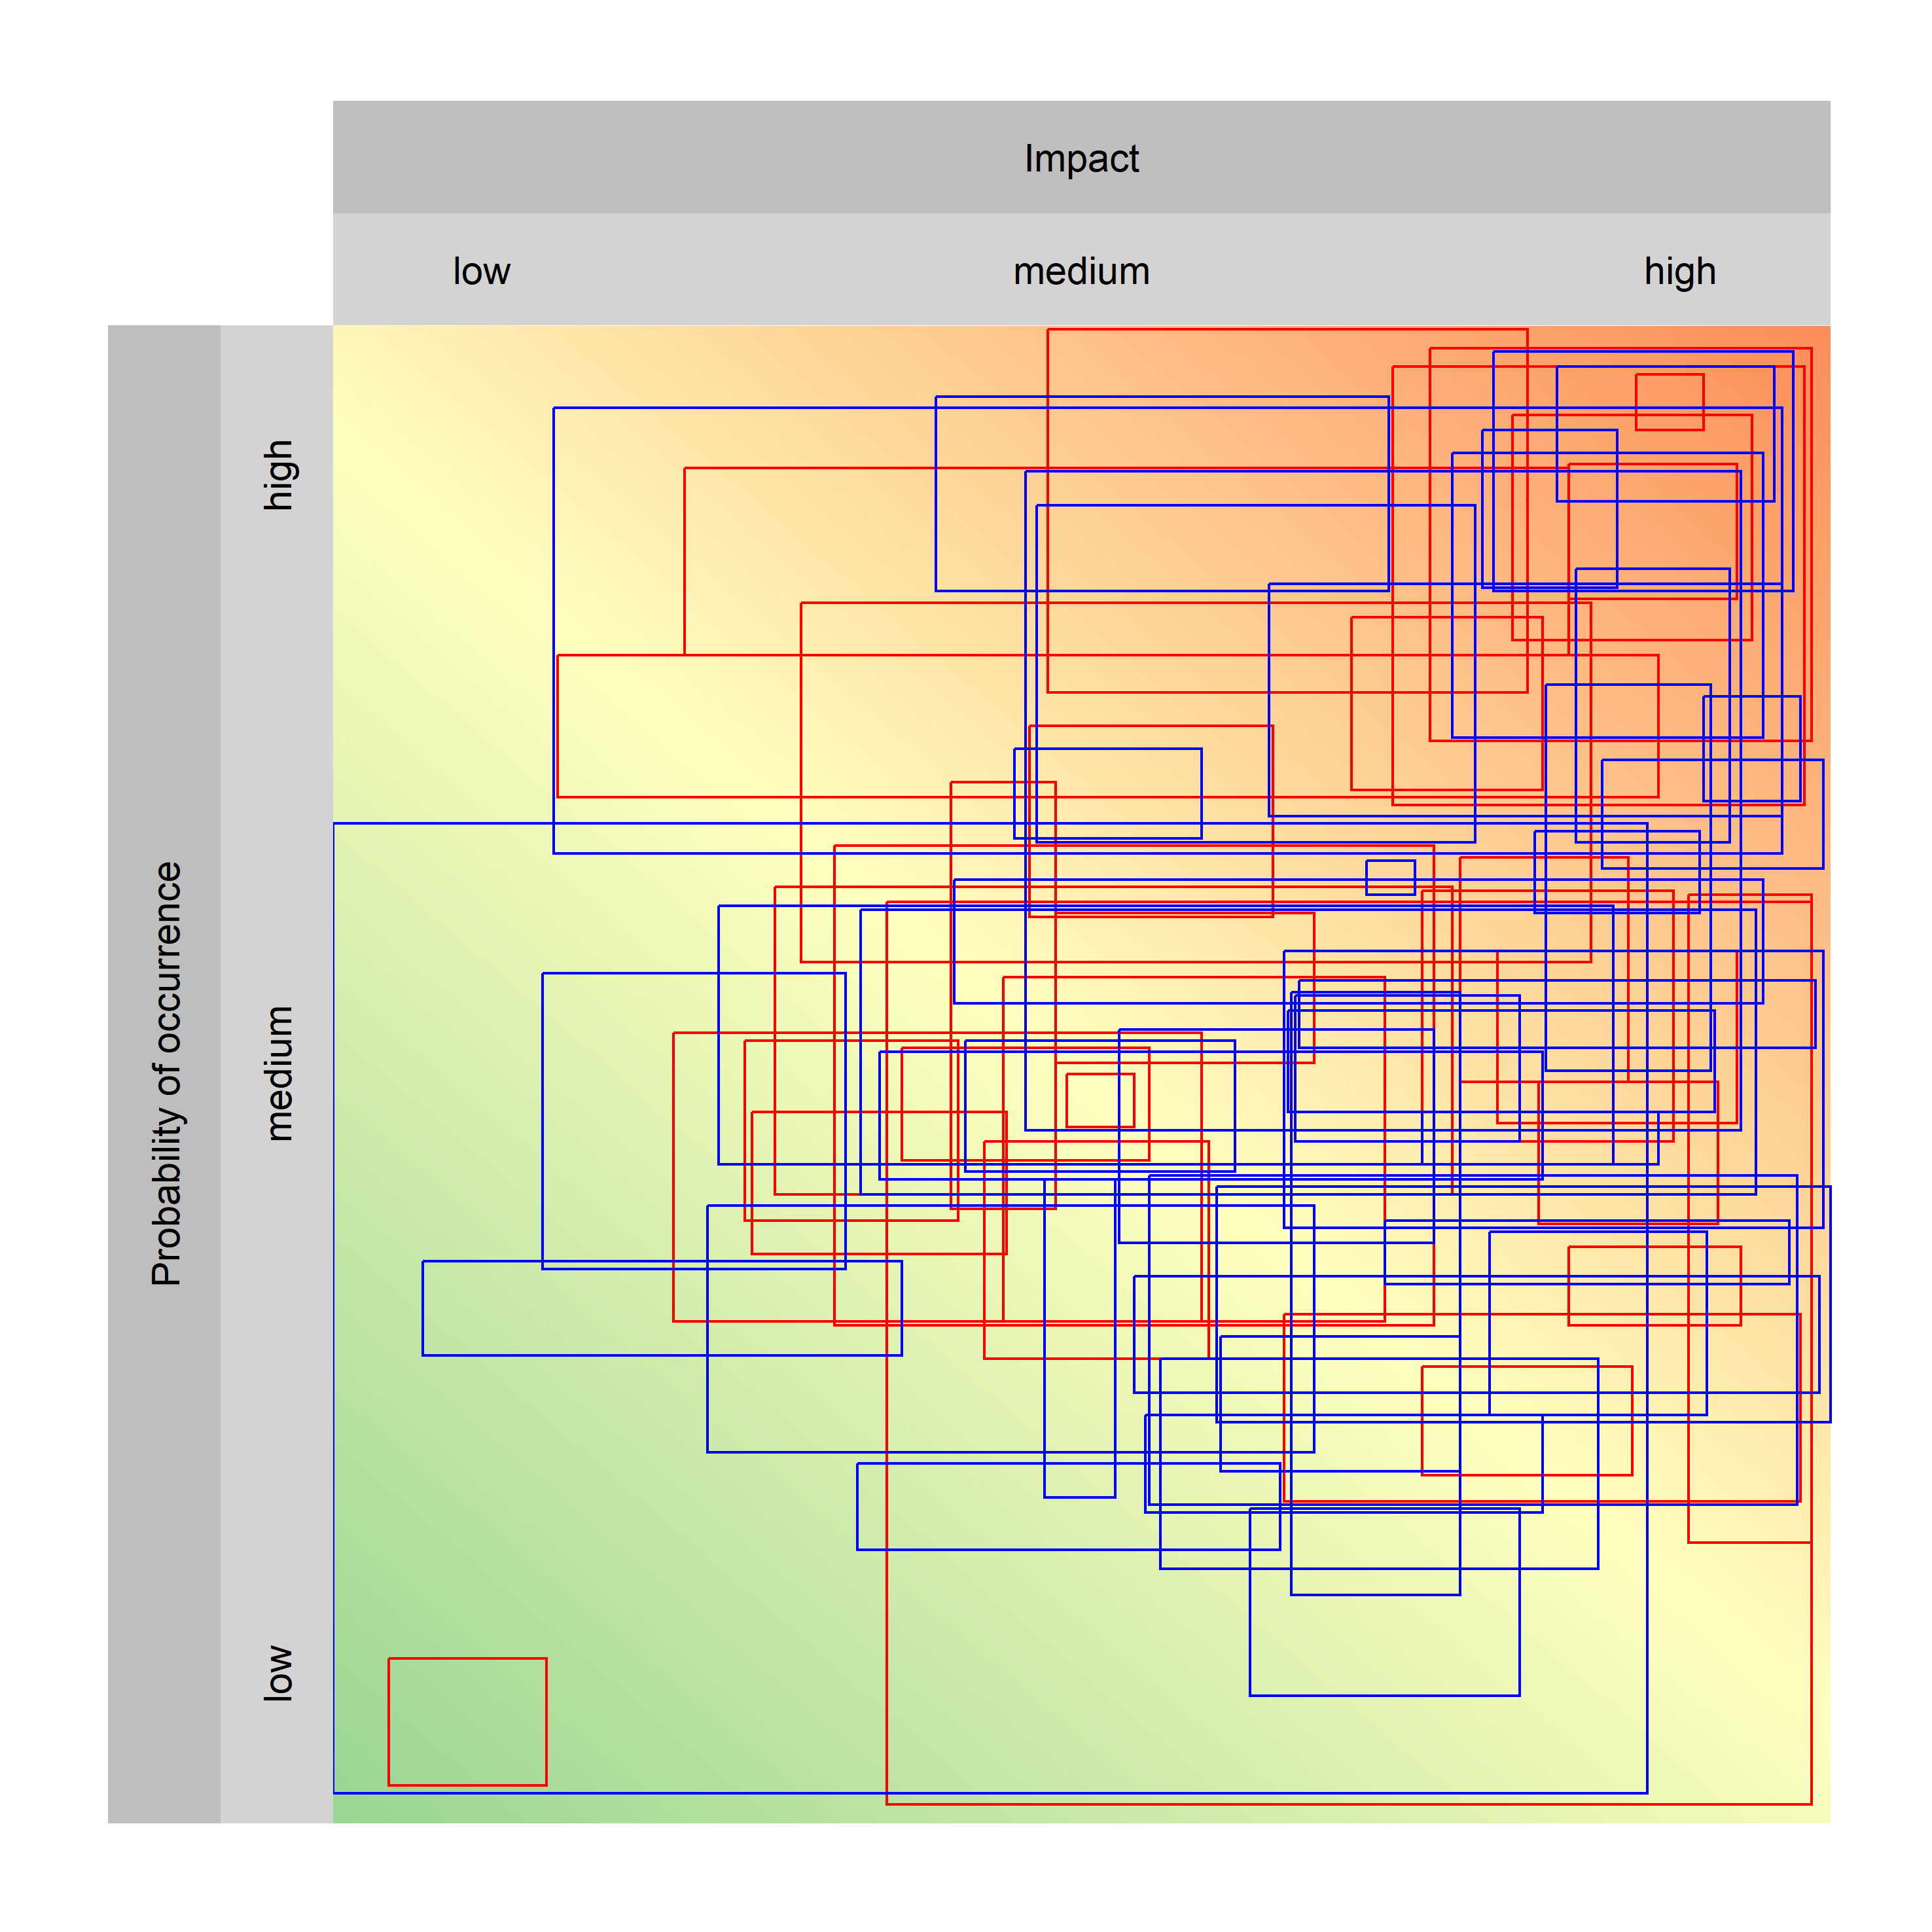 Impact
low
medium
high
Probability of occurrence
high
medium
low